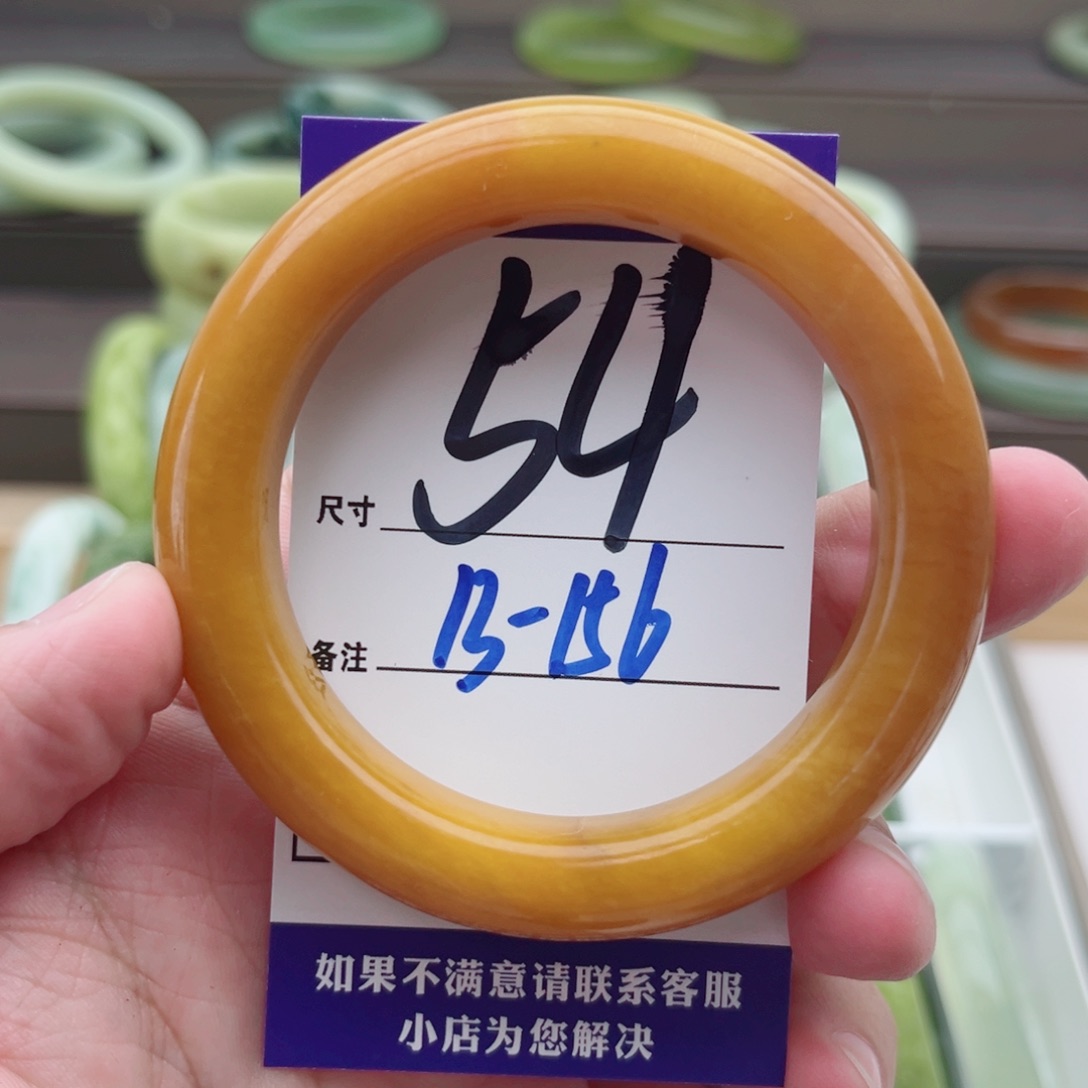 尺寸 54
备注 B-156
如果不满意请联系客服
小店为您解决